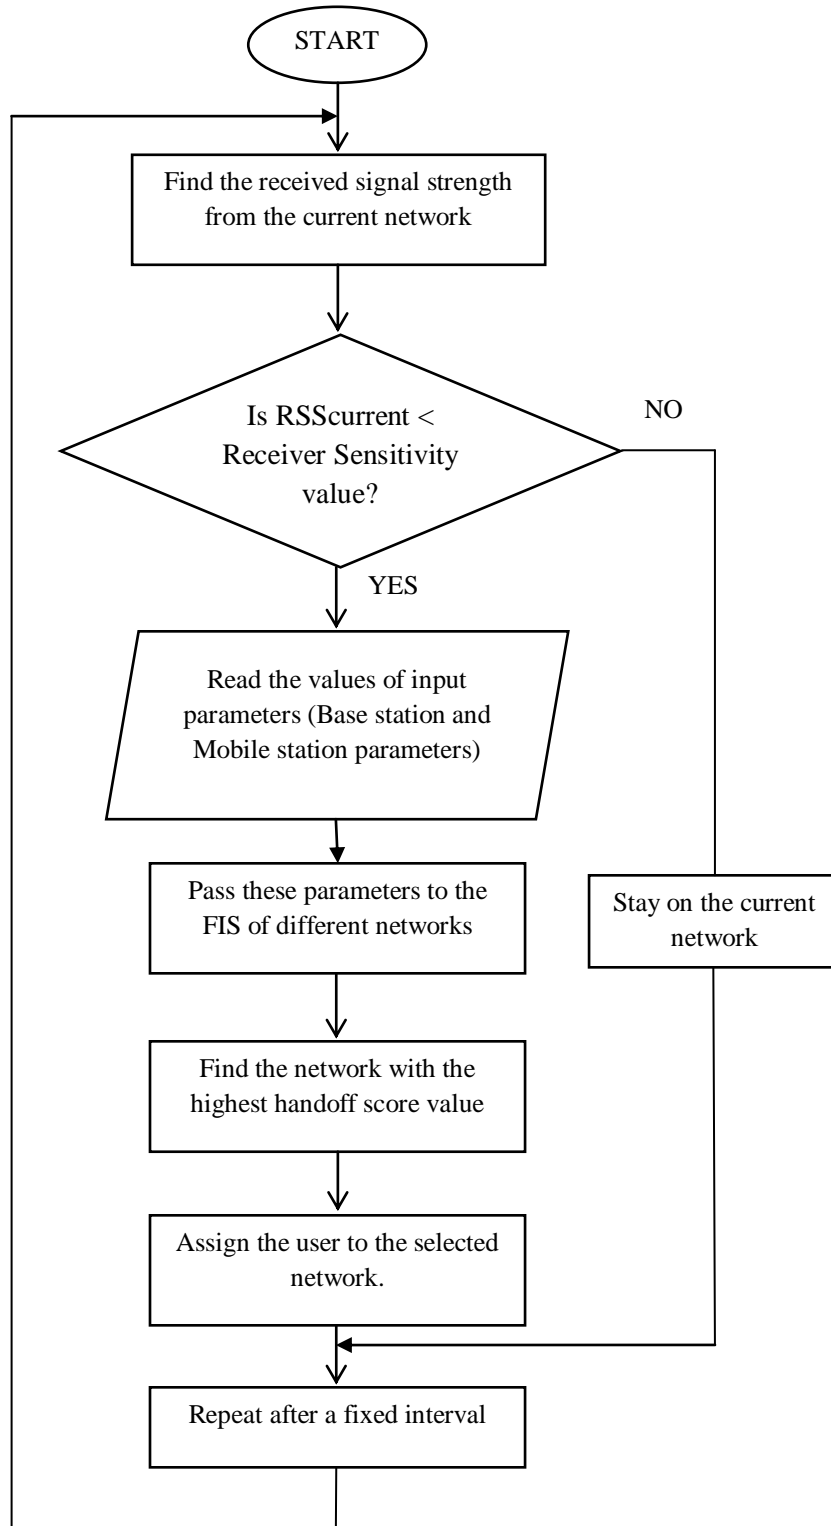 START
Find the received signal strength
from the current network
Is RSScurrent <
Receiver Sensitivity
value?
NO
YES
Read the values of input
parameters (Base station and
Mobile station parameters)
Pass these parameters to the
FIS of different networks
Stay on the current
network
Find the network with the
highest handoff score value
Assign the user to the selected
network.
Repeat after a fixed interval